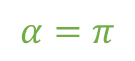 α = π